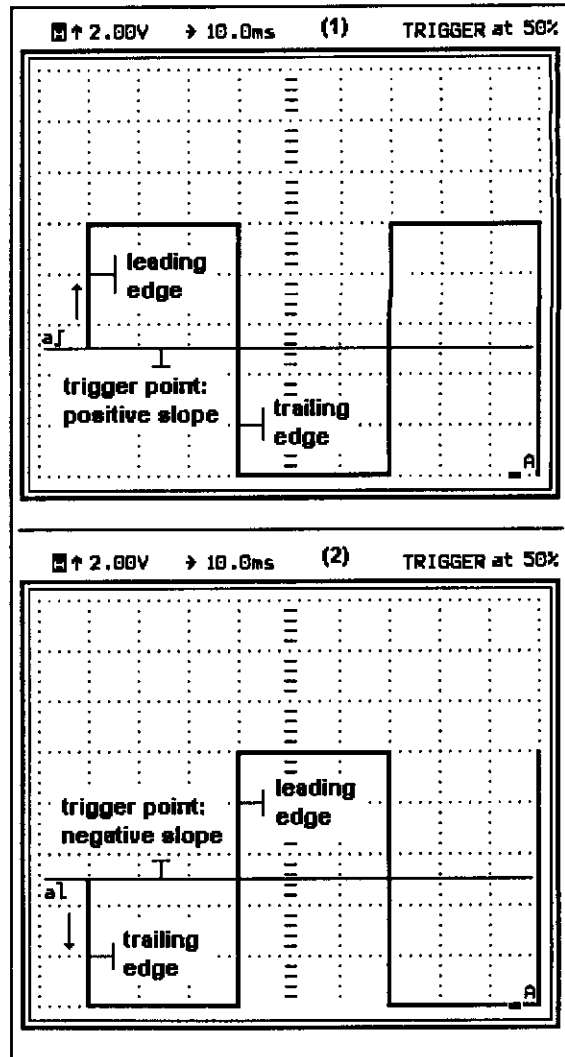 A↑2.00V →10.0ms (1) TRIGGER at 50%
leading
edge
a∫
trigger point:
positive slope
trailing
edge
A
A↑2.00V →10.0ms (2) TRIGGER at 50%
leading
edge
trigger point:
negative slope
aʅ
trailing
edge
A